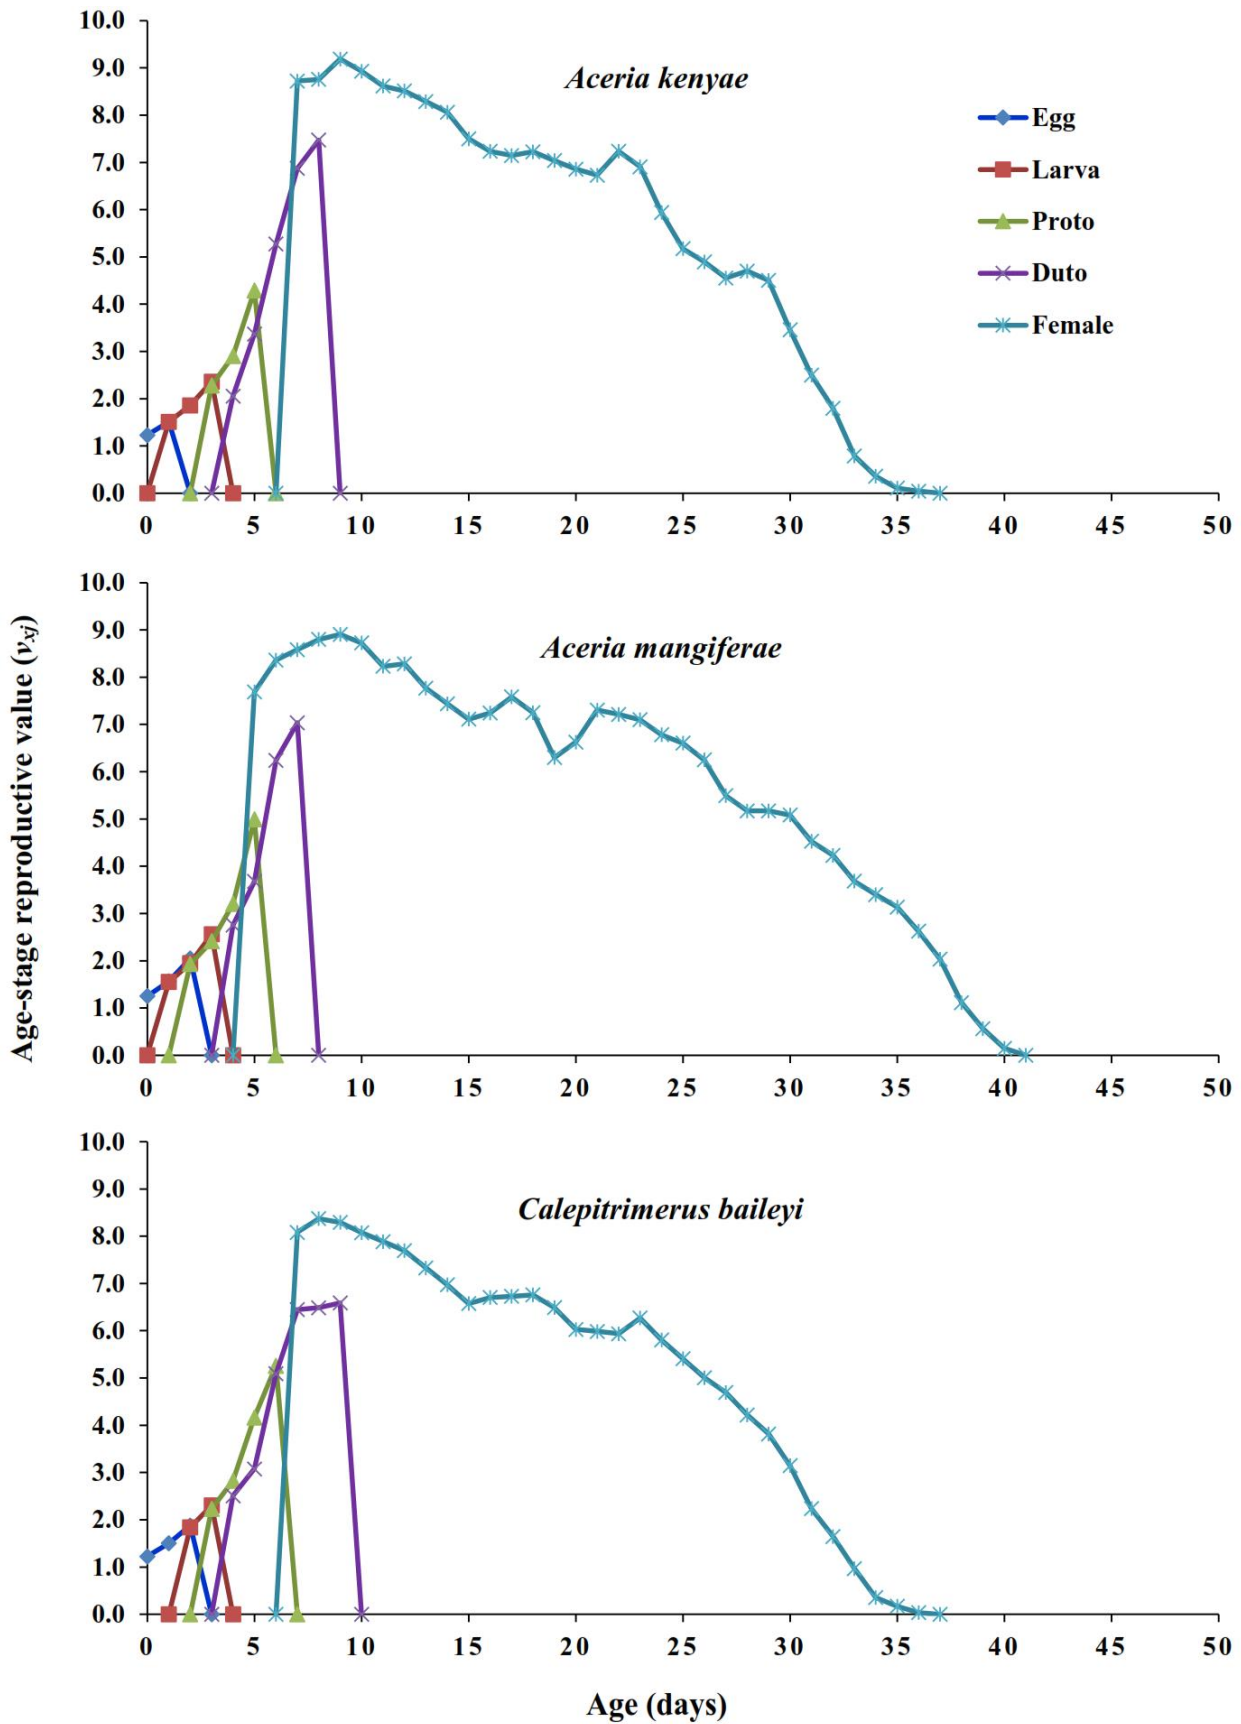 10.0
9.0
8.0
7.0
6.0
5.0
4.0
3.0
2.0
1.0
0.0
Aceria kenyae
Egg
Larva
Proto
Duto
Female
0 5 10 15 20 25 30 35 40 45 50
Age-stage reproductive value (vxj)
10.0
9.0
8.0
7.0
6.0
5.0
4.0
3.0
2.0
1.0
0.0
Aceria mangiferae
0 5 10 15 20 25 30 35 40 45 50
10.0
9.0
8.0
7.0
6.0
5.0
4.0
3.0
2.0
1.0
0.0
Calepitrimerus baileyi
0 5 10 15 20 25 30 35 40 45 50
Age (days)